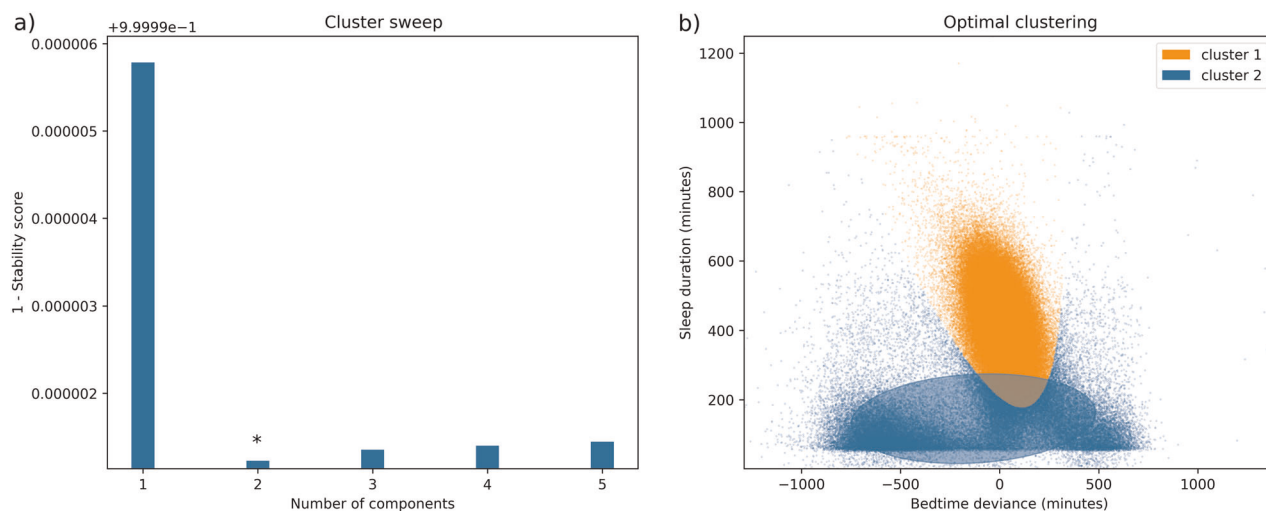 a)
Cluster sweep
+9.9999e−1
0.000006
0.000005
0.000004
0.000003
0.000002
1 - Stability score
*
1 2 3 4 5
Number of components
b)
Optimal clustering
cluster 1
cluster 2
1200
1000
800
600
400
200
Sleep duration (minutes)
−1000 −500 0 500 1000
Bedtime deviance (minutes)